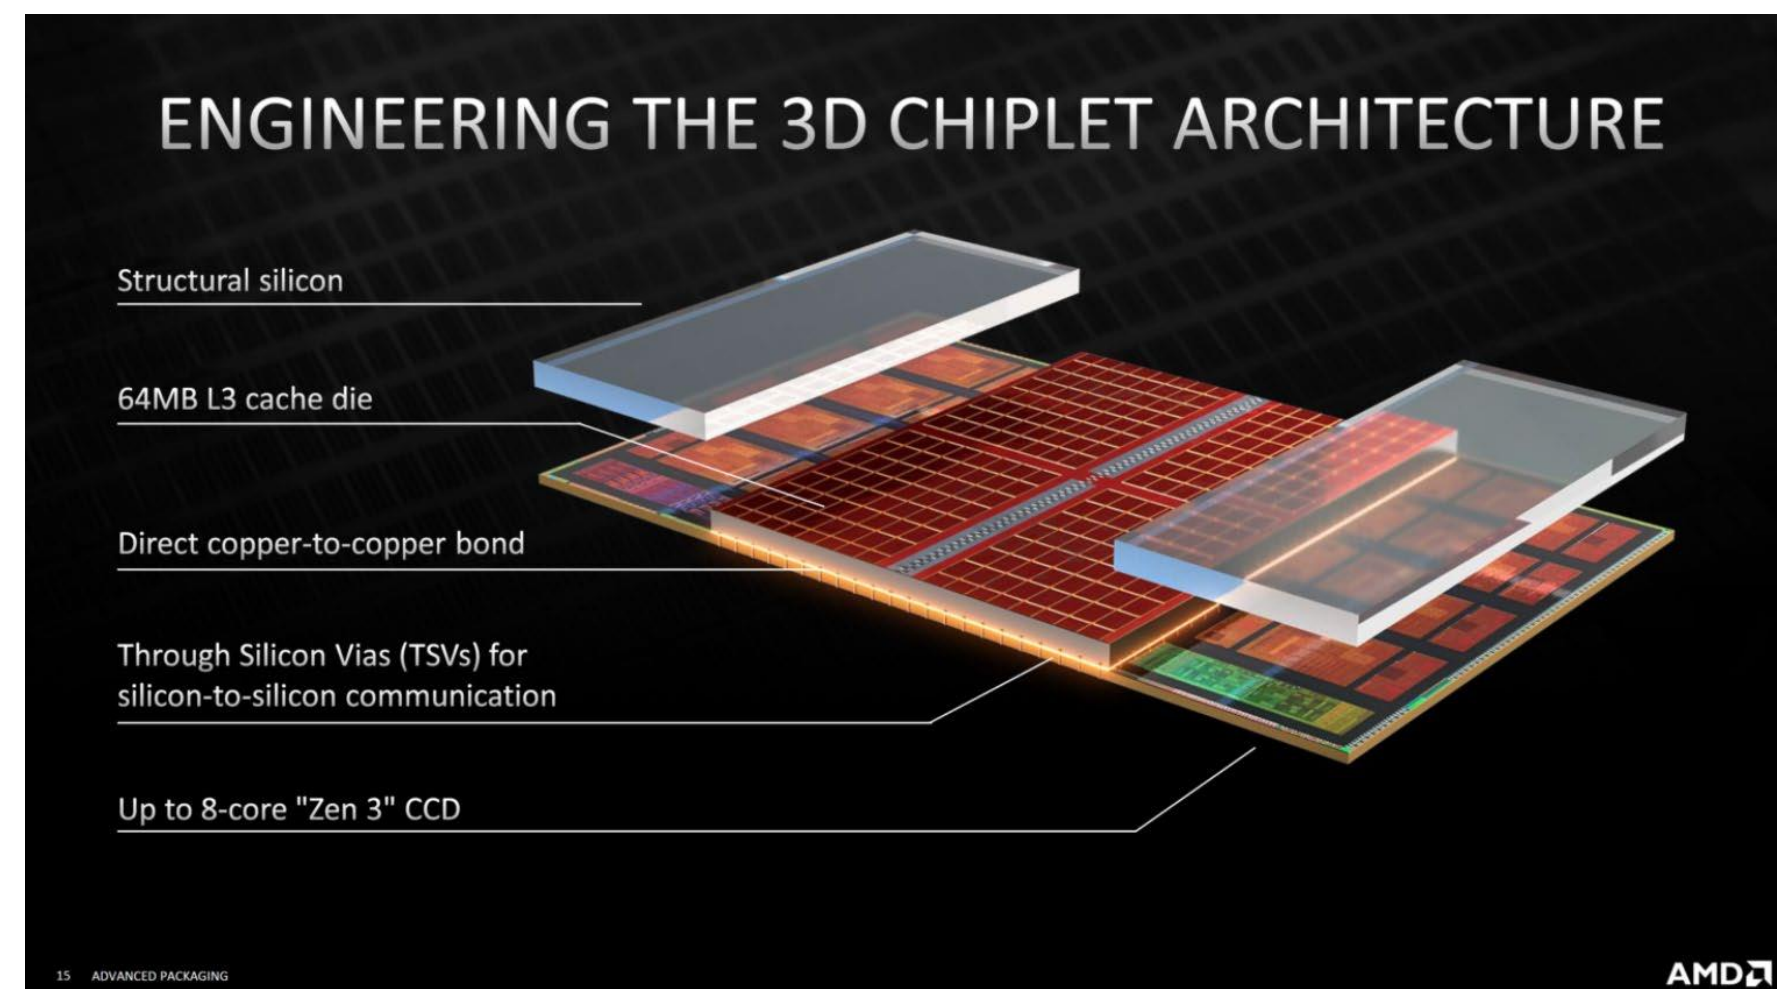 ENGINEERING THE 3D CHIPLET ARCHITECTURE
Structural silicon
64MB L3 cache die
Direct copper-to-copper bond
Through Silicon Vias (TSVs) for
silicon-to-silicon communication
Up to 8-core "Zen 3" CCD
15 ADVANCED PACKAGING
AMD